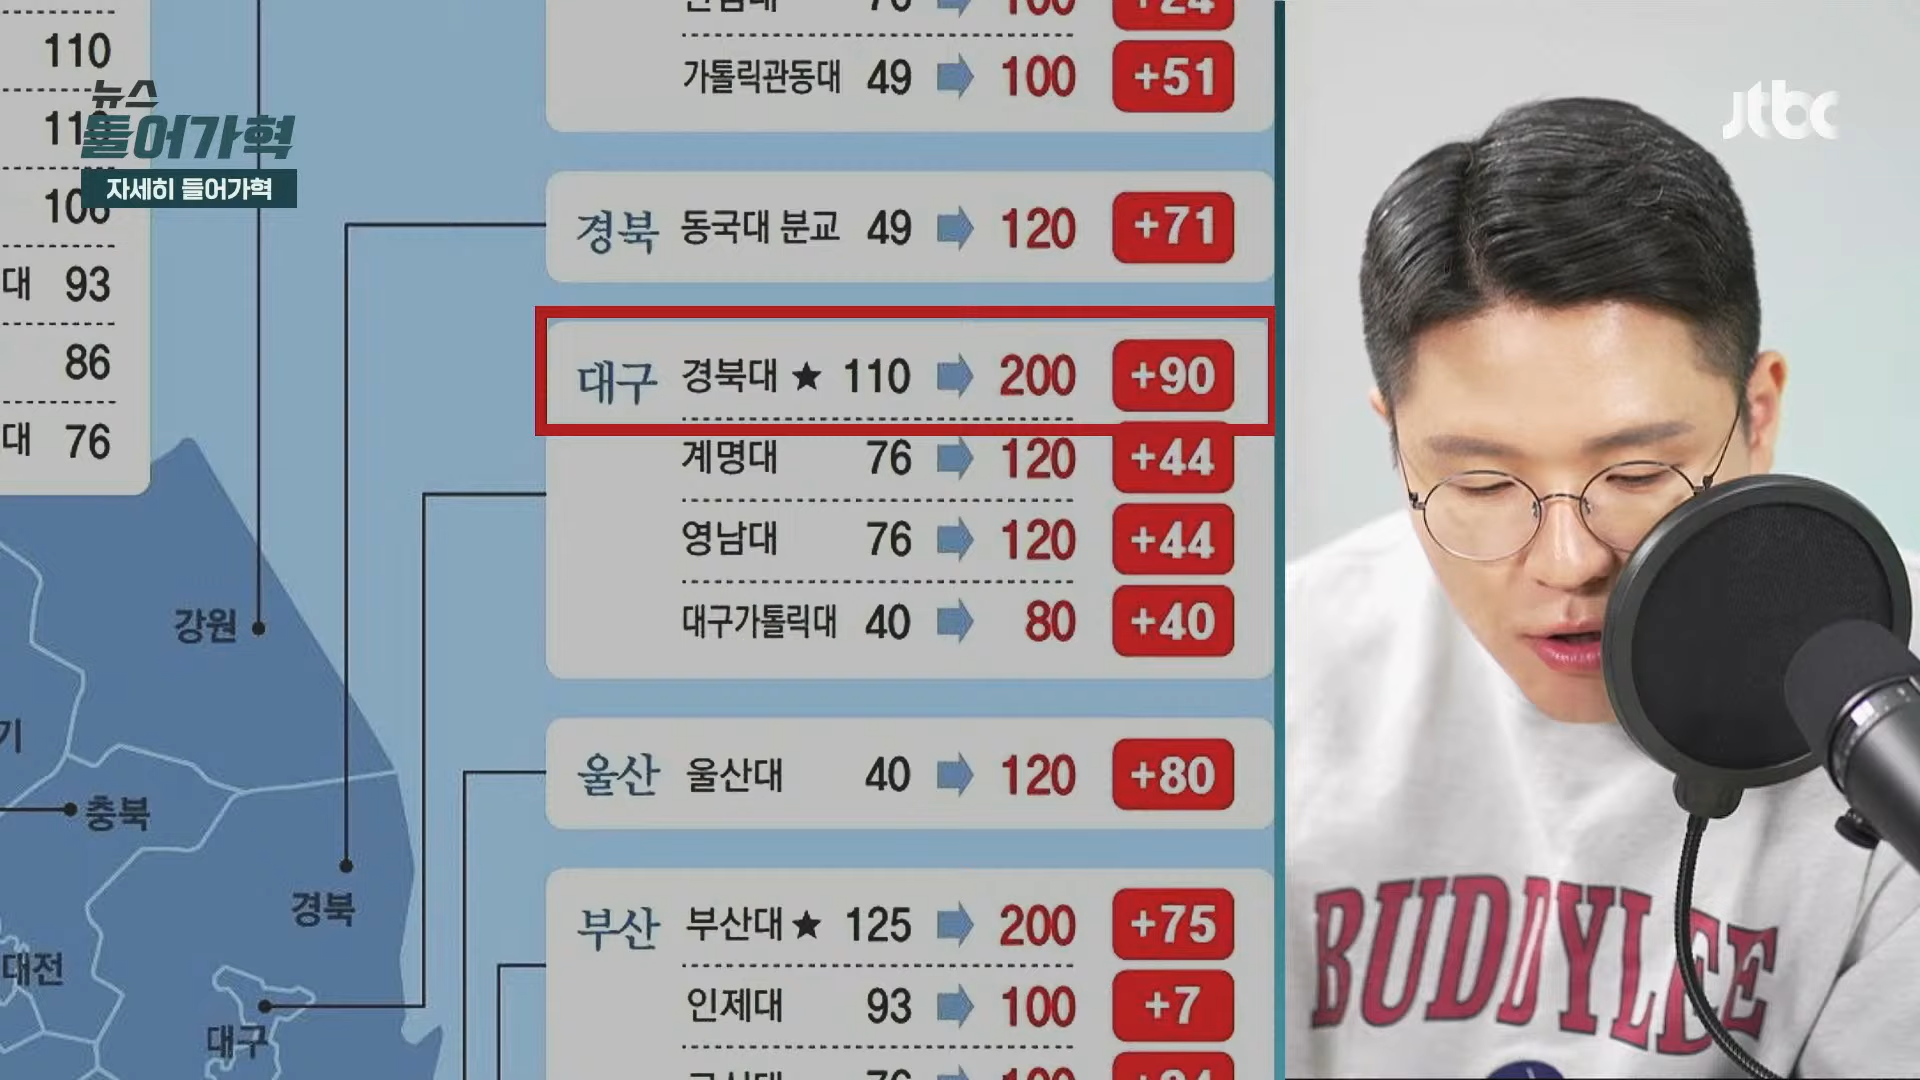 110
뉴스
들어가혁
자세히 들어가혁
106
대 93
86
대 76
강원
기
충북
경북
대전
대구
76 100 +24
가톨릭관동대 49 100 +51
경북 동국대 분교 49 120 +71
대구 경북대 ★ 110 200 +90
계명대 76 120 +44
영남대 76 120 +44
대구가톨릭대 40 80 +40
울산 울산대 40 120 +80
부산 부산대 ★ 125 200 +75
인제대 93 100 +7
jtbc
BUDDYLEE